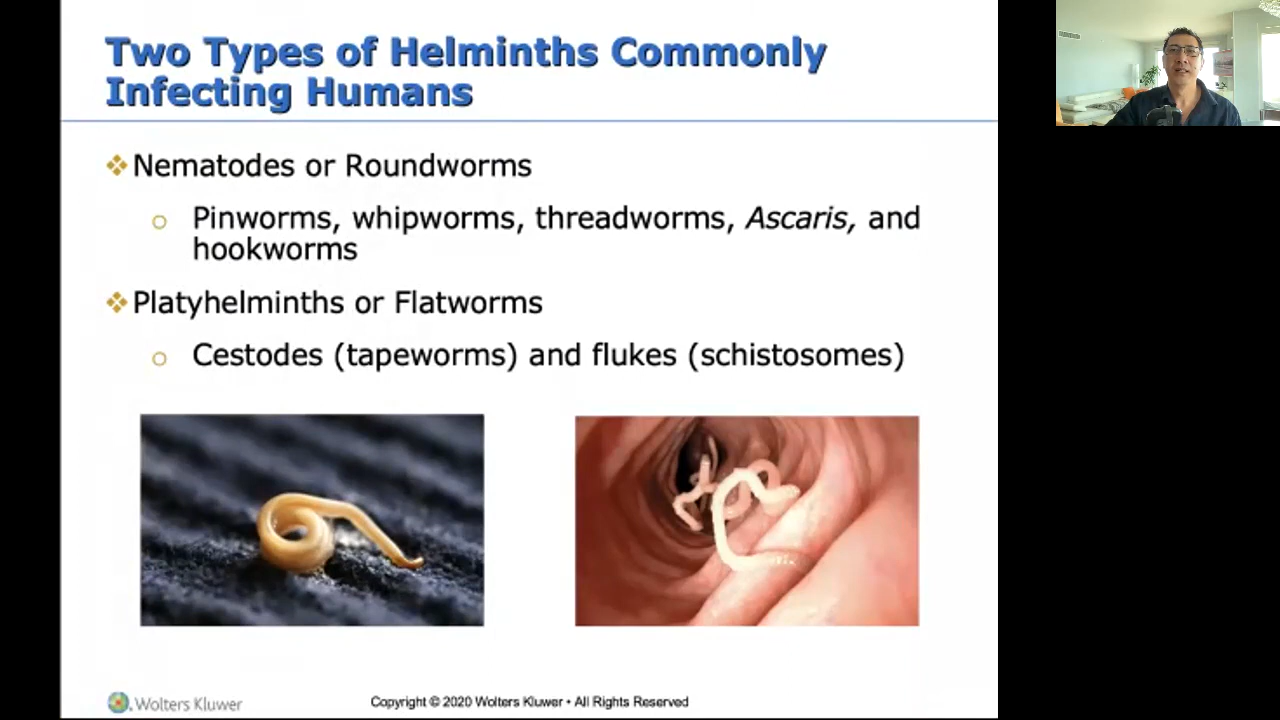 Two Types of Helminths Commonly
Infecting Humans
Nematodes or Roundworms
Pinworms, whipworms, threadworms, Ascaris, and
hookworms
Platyhelminths or Flatworms
Cestodes (tapeworms) and flukes (schistosomes)
Wolters Kluwer
Copyright © 2020 Wolters Kluwer • All Rights Reserved